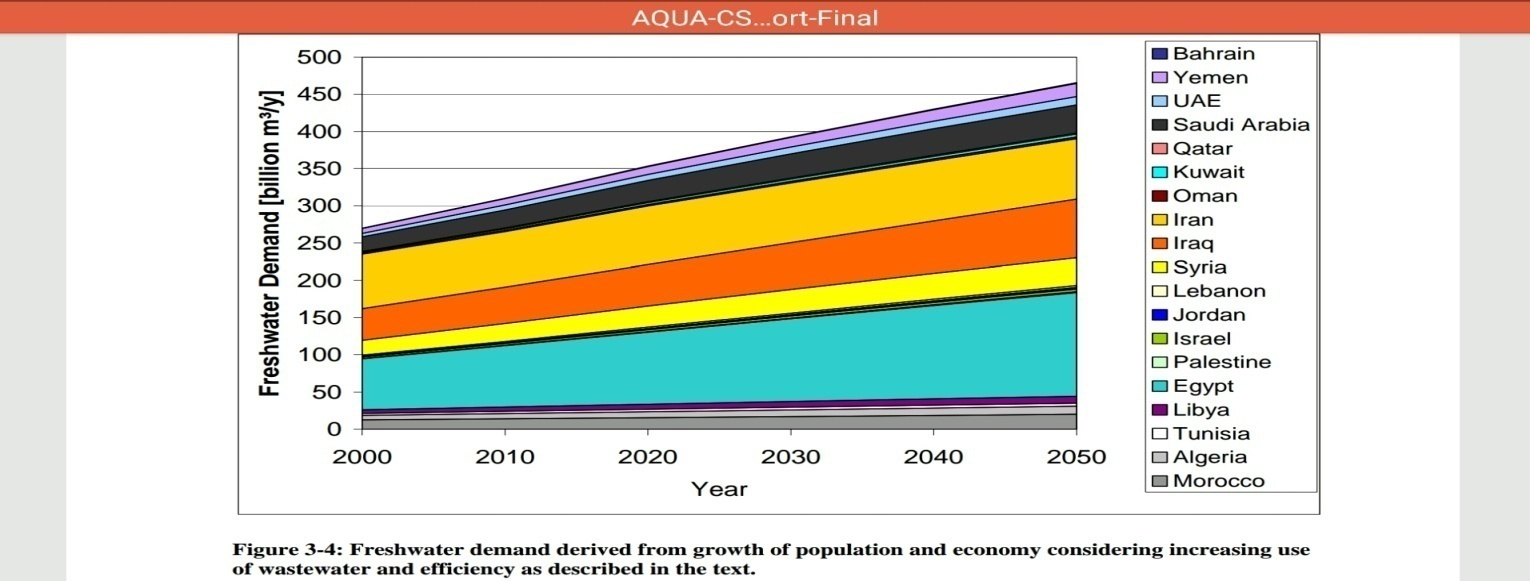 AQUA-CS...ort-Final
Freshwater Demand [billion m³/y]
500
450
400
350
300
250
200
150
100
50
0
2000 2010 2020 2030 2040 2050
Year
Bahrain
Yemen
UAE
Saudi Arabia
Qatar
Kuwait
Oman
Iran
Iraq
Syria
Lebanon
Jordan
Israel
Palestine
Egypt
Libya
Tunisia
Algeria
Morocco
Figure 3-4: Freshwater demand derived from growth of population and economy considering increasing use
of wastewater and efficiency as described in the text.